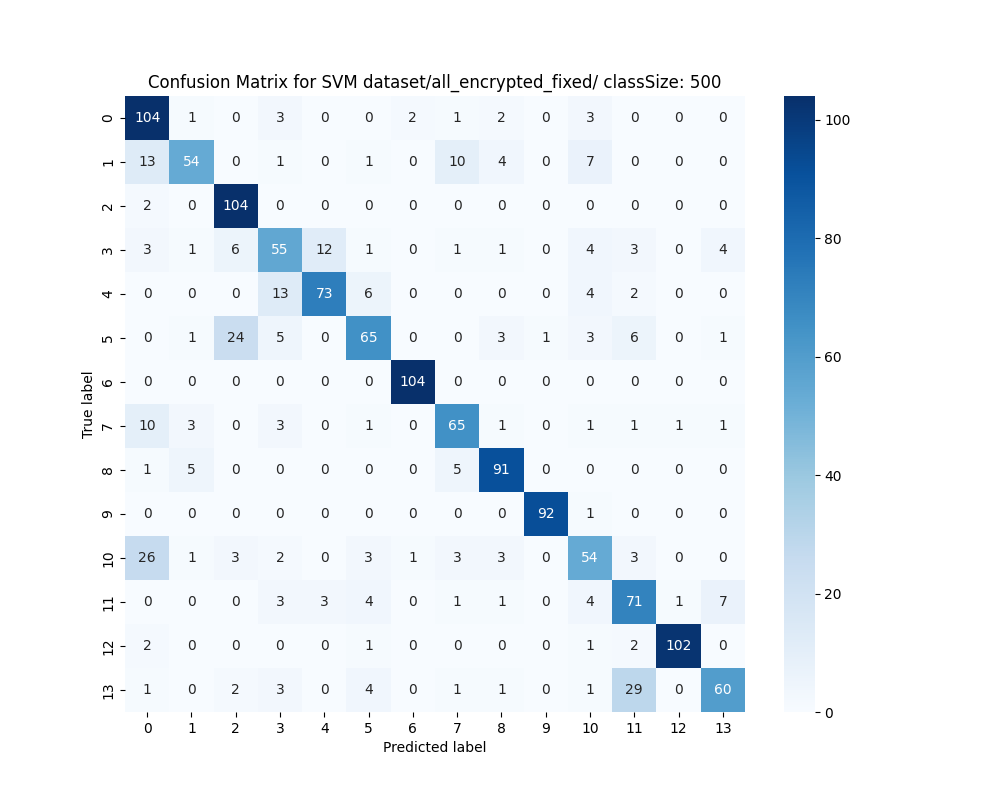 Confusion Matrix for SVM dataset/all_encrypted_fixed/ classSize: 500
0 104 1 0 3 0 0 2 1 2 0 3 0 0 0
1 13 54 0 1 0 1 0 10 4 0 7 0 0 0
2 2 0 104 0 0 0 0 0 0 0 0 0 0 0
3 3 1 6 55 12 1 0 1 1 0 4 3 0 4
4 0 0 0 13 73 6 0 0 0 0 4 2 0 0
5 0 1 24 5 0 65 0 0 3 1 3 6 0 1
6 0 0 0 0 0 0 104 0 0 0 0 0 0 0
7 10 3 0 3 0 1 0 65 1 0 1 1 1 1
8 1 5 0 0 0 0 0 5 91 0 0 0 0 0
9 0 0 0 0 0 0 0 0 0 92 1 0 0 0
10 26 1 3 2 0 3 1 3 3 0 54 3 0 0
11 0 0 0 3 3 4 0 1 1 0 4 71 1 7
12 2 0 0 0 0 1 0 0 0 0 1 2 102 0
13 1 0 2 3 0 4 0 1 1 0 1 29 0 60
0 1 2 3 4 5 6 7 8 9 10 11 12 13
Predicted label
True label
100
80
60
40
20
0